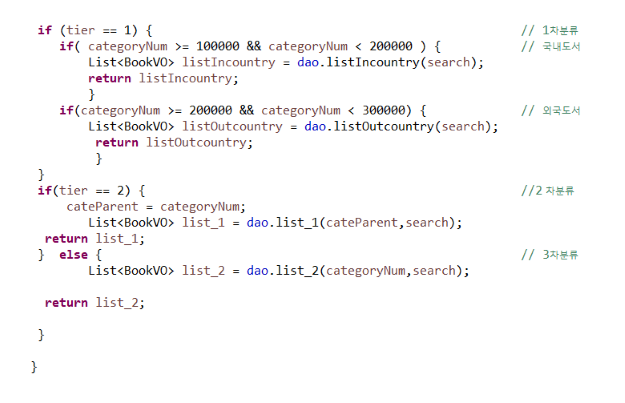 if (tier == 1) { // 1차분류
if( categoryNum >= 100000 && categoryNum < 200000 ) { // 국내도서
List<BookVO> listIncountry = dao.listIncountry(search);
return listIncountry;
}
if(categoryNum >= 200000 && categoryNum < 300000) { // 외국도서
List<BookVO> listOutcountry = dao.listOutcountry(search);
return listOutcountry;
}
}
if(tier == 2) { //2 차분류
cateParent = categoryNum;
List<BookVO> list_1 = dao.list_1(cateParent,search);
return list_1;
} else { // 3차분류
List<BookVO> list_2 = dao.list_2(categoryNum,search);
return list_2;
}
}